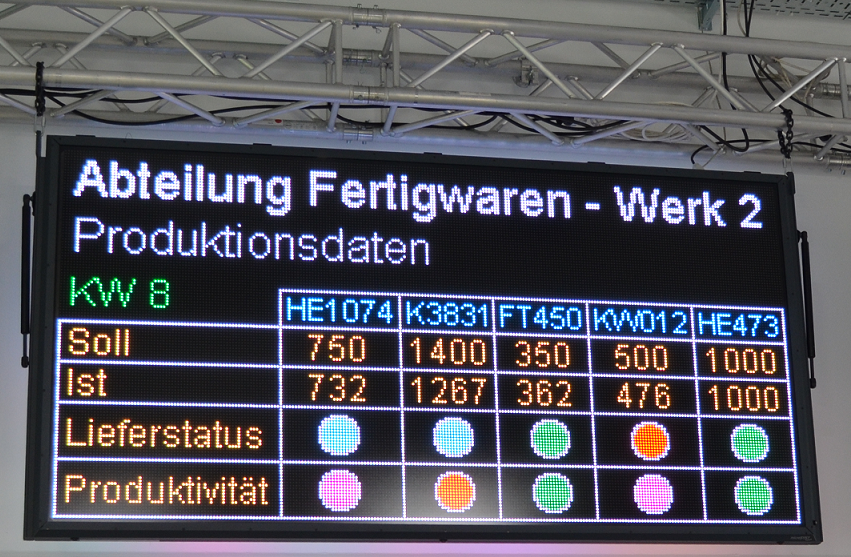 Abteilung Fertigwaren - Werk 2
Produktionsdaten
KW 8
HE1074 K3831 FT450 KW012 HE473
Soll 750 1400 350 500 1000
Ist 732 1267 362 476 1000
Lieferstatus
Produktivität